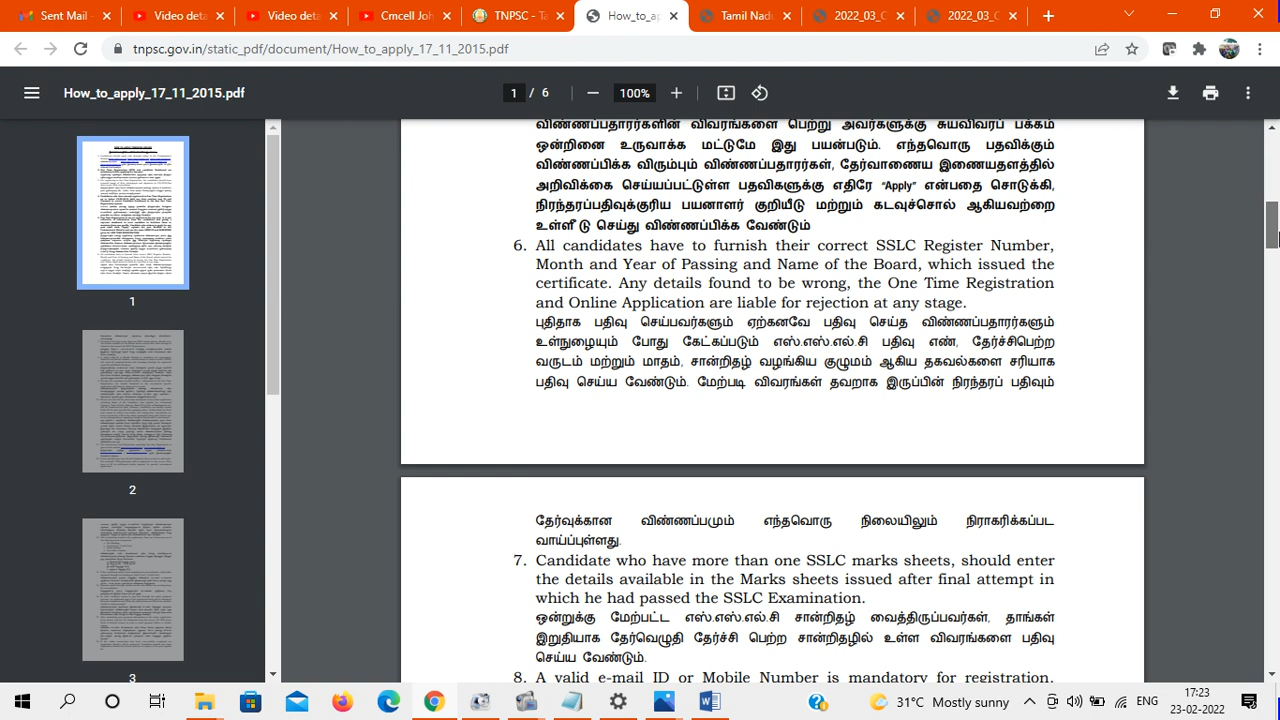 Sent Mail -
Video deta
Video deta
Cmcell Joh
TNPSC - Ta
How_to_ap
Tamil Nadu
2022_03_C
2022_03_C
tnpsc.gov.in/static_pdf/document/How_to_apply_17_11_2015.pdf
How_to_apply_17_11_2015.pdf
1 / 6
100%
விண்ணப்பதாரர்களின் விவரங்களை பெற்று அவர்களுக்கு சுயவிவரப் பக்கம்
ஒன்றினை உருவாக்க மட்டுமே இது பயன்படும். எந்தவொரு பதவிக்கும்
விண்ணப்பிக்க விரும்பும் விண்ணப்பதாரர்கள், தேர்வாணைய இணையதளத்தில்
அறிவிக்கை செய்யப்பட்டுள்ள பதவிகளுக்கு எதிரே "Apply" என்பதை சொடுக்கி,
நிரந்தரப்பதிவுக்குரிய பயனாளர் குறியீடு மற்றும் கடவுச்சொல் ஆகியவற்றை
உள்ளீடு செய்து விண்ணப்பிக்க வேண்டும்
6. All candidates have to furnish their correct SSLC Register Number,
Month and Year of Passing and Name of the Board, which issued the
certificate. Any details found to be wrong, the One Time Registration
and Online Application are liable for rejection at any stage.
புதிதாக பதிவு செய்பவர்களும் ஏற்கனவே பதிவு செய்த விண்ணப்பதாரர்களும்
உள்நுழையும் போது கேட்கப்படும் எஸ்.எஸ்.எல்.சி பதிவு எண், தேர்ச்சிபெற்ற
வருடம் மற்றும் மாதம், சான்றிதழ் வழங்கிய குழுமம் ஆகிய தகவல்களை சரியாக
பதிவு செய்ய வேண்டும். மேற்படி விவரங்கள் தவறாக இருப்பின் நிரந்தரப் பதிவும்
தேர்வுக்கான விண்ணப்பமும் எந்தவொரு நிலையிலும் நிராகரிக்கப்பட
வாய்ப்புள்ளது.
7. Candidate who have more than one SSLC marks sheets, should enter
the details available in the Marks sheets issued after final attempt in
which he had passed the SSLC Examination.
ஒன்றுக்கு மேற்பட்ட எஸ்.எஸ்.எல்.சி சான்றிதழ் வைத்திருப்பவர்கள், தாங்கள்
இறுதியாக தேர்வெழுதி தேர்ச்சி பெற்ற சான்றிதழில் உள்ள விவரங்களை பதிவு
செய்ய வேண்டும்.
8. A valid e-mail ID or Mobile Number is mandatory for registration.
1
2
3
31°C Mostly sunny
ENG
17:23
23-02-2022